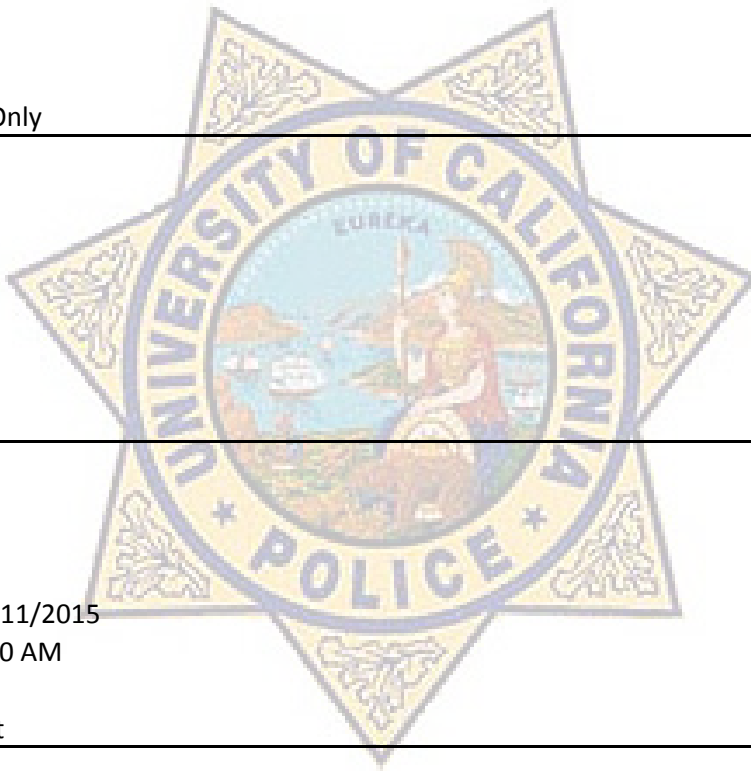 Only
UNIVERSITY OF CALIFORNIA
EUREKA
* POLICE *
11/2015
0 AM
t